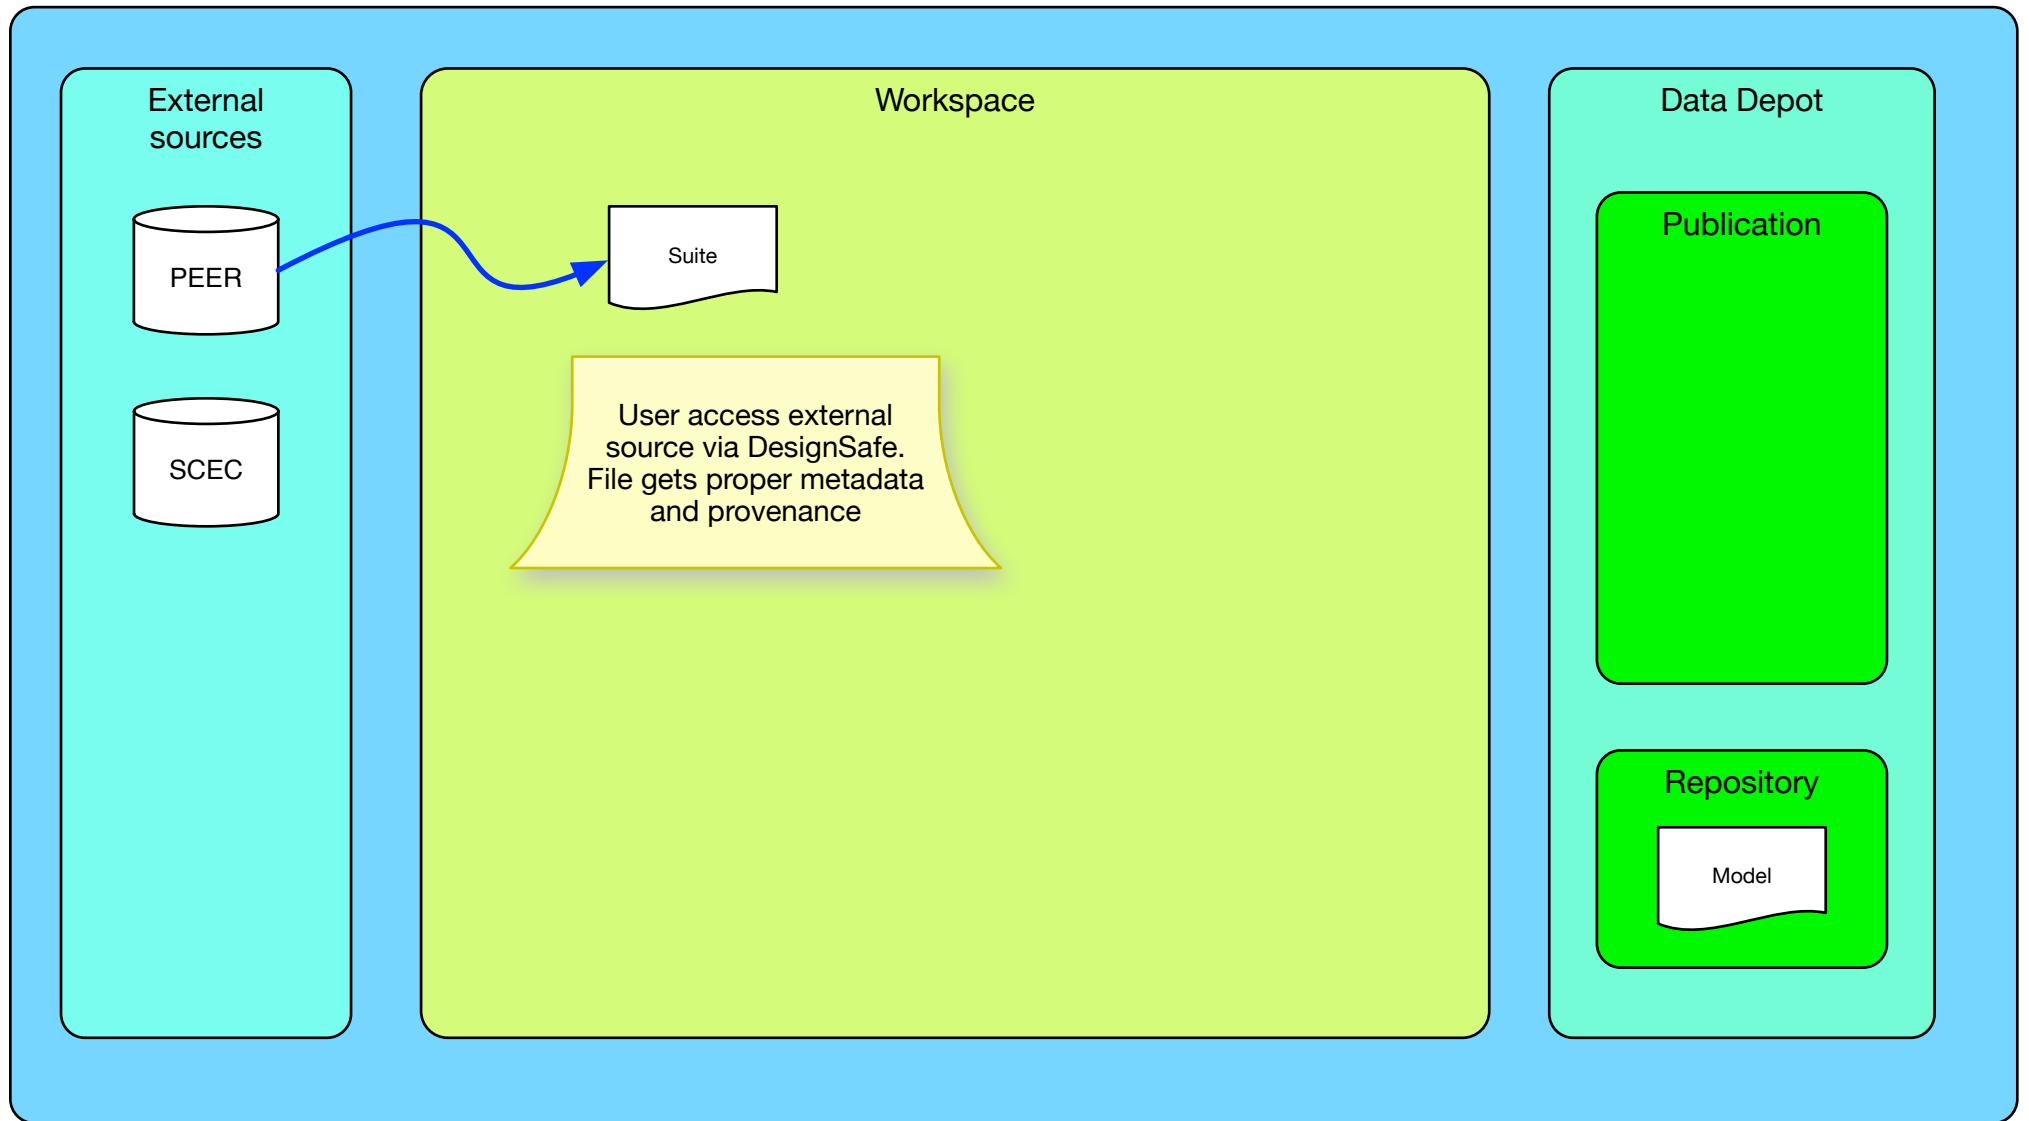 External
sources
PEER
SCEC
Workspace
Suite
User access external
source via DesignSafe.
File gets proper metadata
and provenance
Data Depot
Publication
Repository
Model